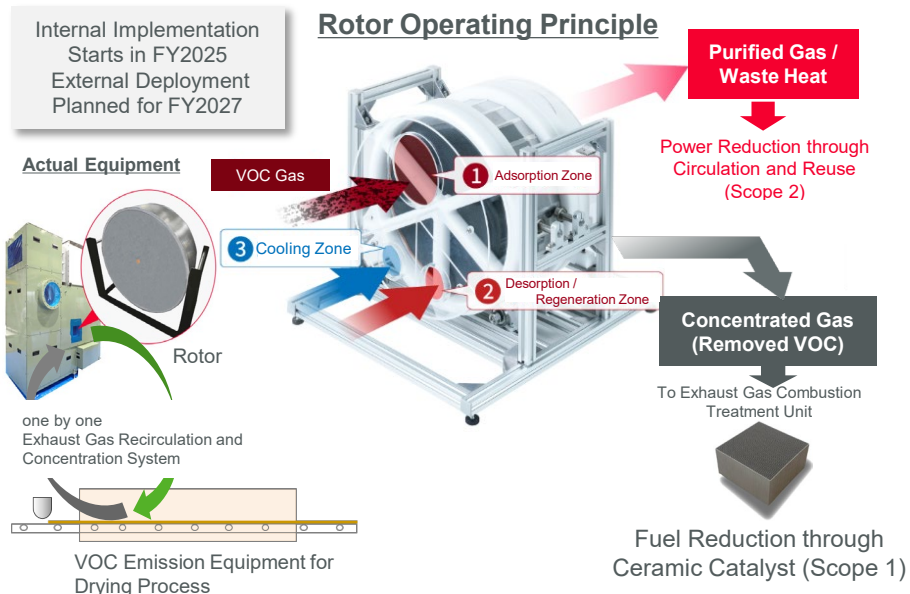 Internal Implementation
Starts in FY2025
External Deployment
Planned for FY2027
Rotor Operating Principle
Purified Gas /
Waste Heat
Power Reduction through
Circulation and Reuse
(Scope 2)
Actual Equipment
VOC Gas
1 Adsorption Zone
3 Cooling Zone
2 Desorption /
Regeneration Zone
Rotor
Concentrated Gas
(Removed VOC)
To Exhaust Gas Combustion
Treatment Unit
one by one
Exhaust Gas Recirculation and
Concentration System
VOC Emission Equipment for
Drying Process
Fuel Reduction through
Ceramic Catalyst (Scope 1)